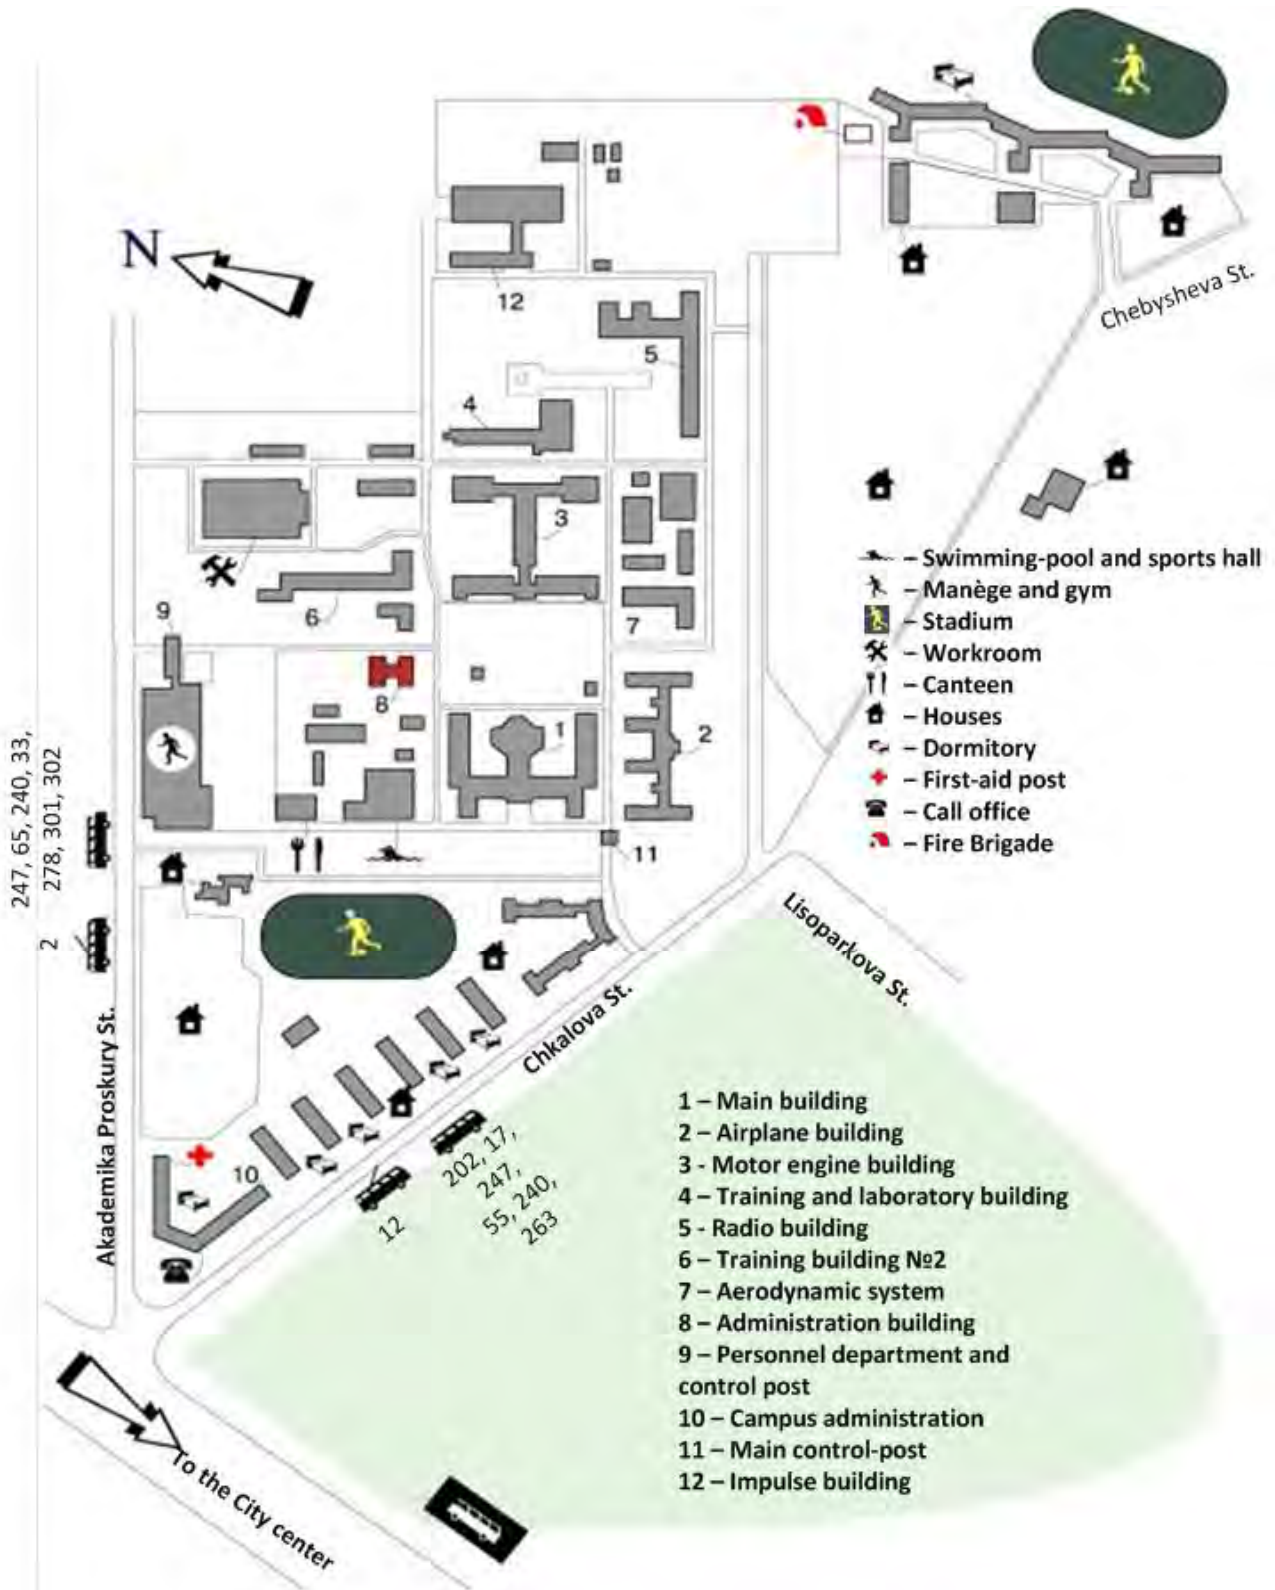 N
12
5
4
3
9
6
7
8
1
2
11
10
Chebysheva St.
– Swimming-pool and sports hall
– Manège and gym
– Stadium
– Workroom
– Canteen
– Houses
– Dormitory
– First-aid post
– Call office
– Fire Brigade
247, 65, 240, 33,
278, 301, 302
2
Akademika Proskury St.
Lisoparkova St.
Chkalova St.
202, 17,
247,
55, 240,
263
12
1 – Main building
2 – Airplane building
3 - Motor engine building
4 – Training and laboratory building
5 - Radio building
6 – Training building №2
7 – Aerodynamic system
8 – Administration building
9 – Personnel department and
control post
10 – Campus administration
11 – Main control-post
12 – Impulse building
To the City center